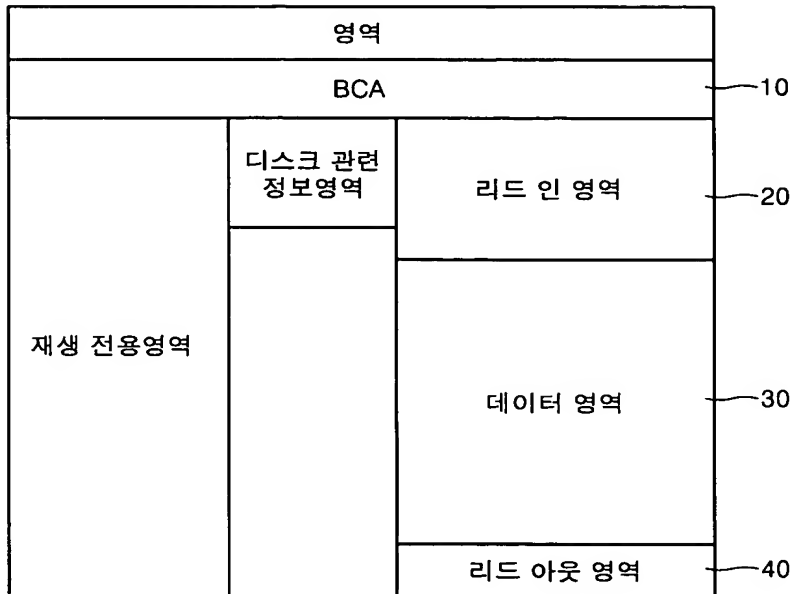 영역
BCA
10
디스크 관련
정보영역
리드 인 영역
20
재생 전용영역
데이터 영역
30
리드 아웃 영역
40